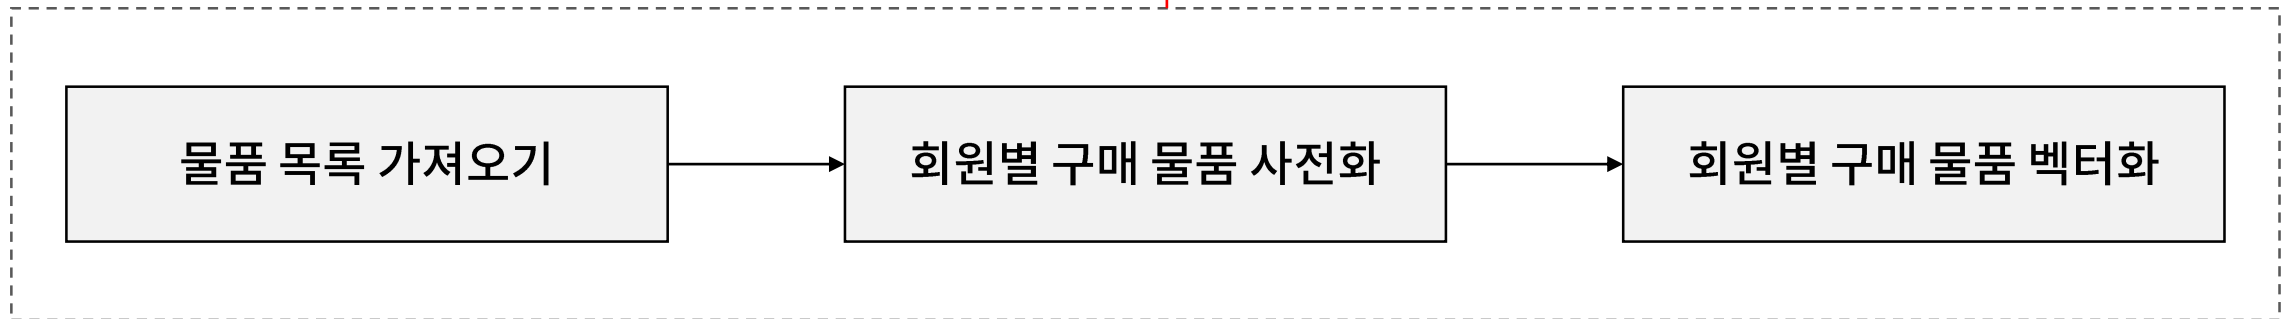 물품 목록 가져오기
회원별 구매 물품 사전화
회원별 구매 물품 벡터화